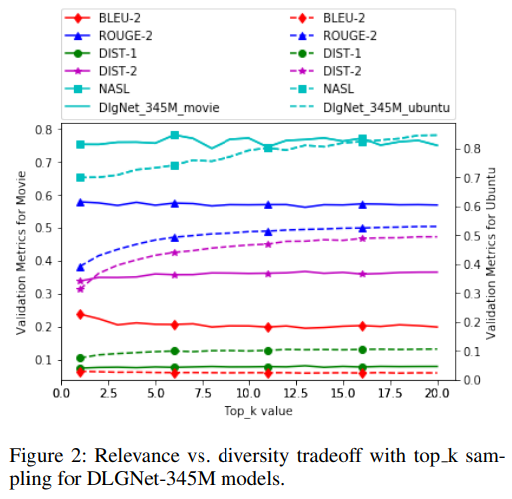 BLEU-2 BLEU-2
ROUGE-2 ROUGE-2
DIST-1 DIST-1
DIST-2 DIST-2
NASL NASL
DlgNet_345M_movie DlgNet_345M_ubuntu
Validation Metrics for Movie
0.8
0.7
0.6
0.5
0.4
0.3
0.2
0.1
0.8
0.7
0.6
0.5
0.4
0.3
0.2
0.1
0.0
Validation Metrics for Ubuntu
0.0 2.5 5.0 7.5 10.0 12.5 15.0 17.5 20.0
Top_k value
Figure 2: Relevance vs. diversity tradeoff with top_k sam-
pling for DLGNet-345M models.